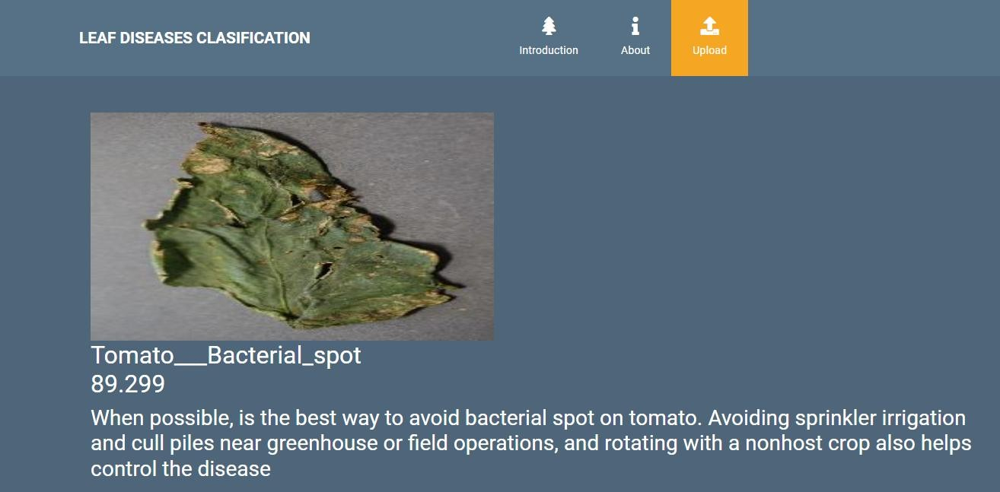 LEAF DISEASES CLASIFICATION
Introduction
About
Upload
Tomato___Bacterial_spot
89.299
When possible, is the best way to avoid bacterial spot on tomato. Avoiding sprinkler irrigation
and cull piles near greenhouse or field operations, and rotating with a nonhost crop also helps
control the disease